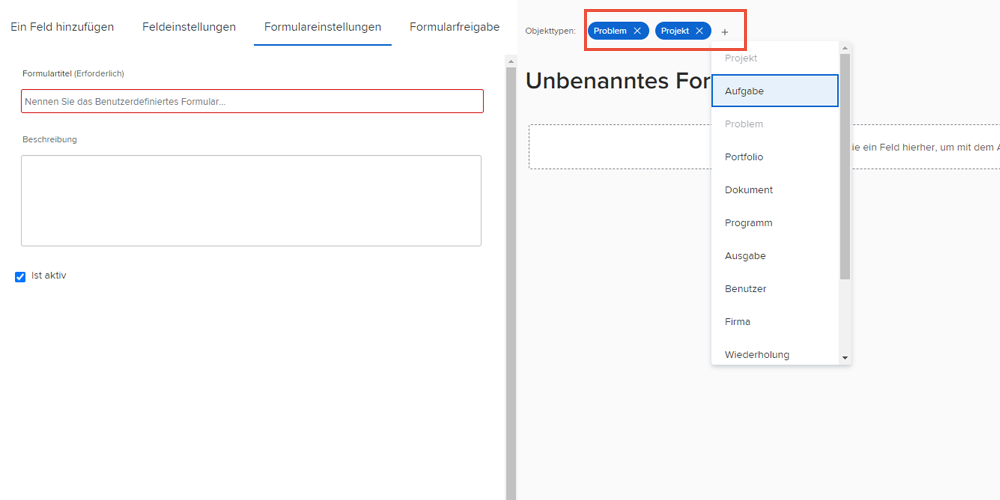 Ein Feld hinzufügen Feldeinstellungen Formulareinstellungen Formularfreigabe
Formulartitel (Erforderlich)
Nennen Sie das Benutzerdefiniertes Formular...
Beschreibung
Ist aktiv
Objekttypen: Problem Projekt +
Unbenanntes For
ie ein Feld hierher, um mit dem A
Projekt
Aufgabe
Problem
Portfolio
Dokument
Programm
Ausgabe
Benutzer
Firma
Wiederholung